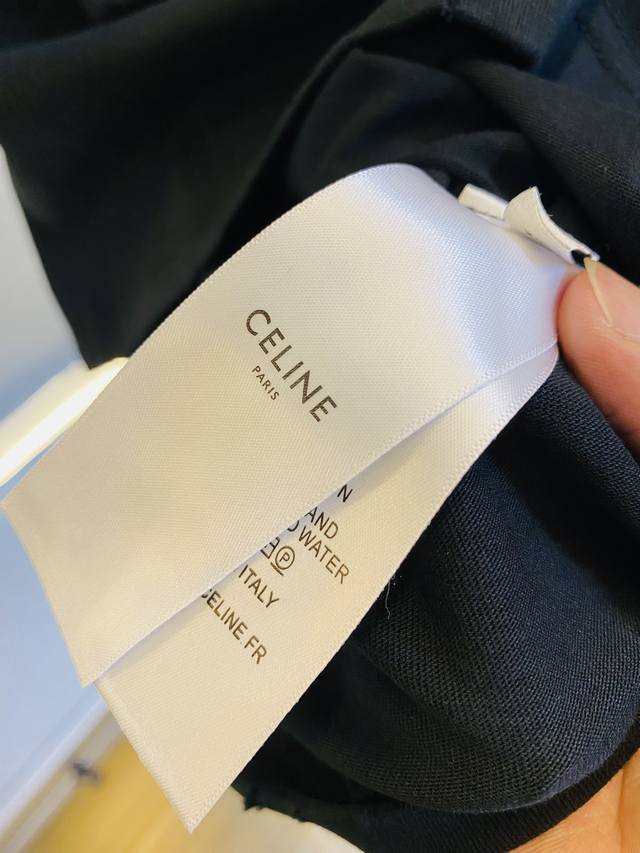 CELINE
PARIS
N
AND
D WATER
P
ITALY
CELINE.FR